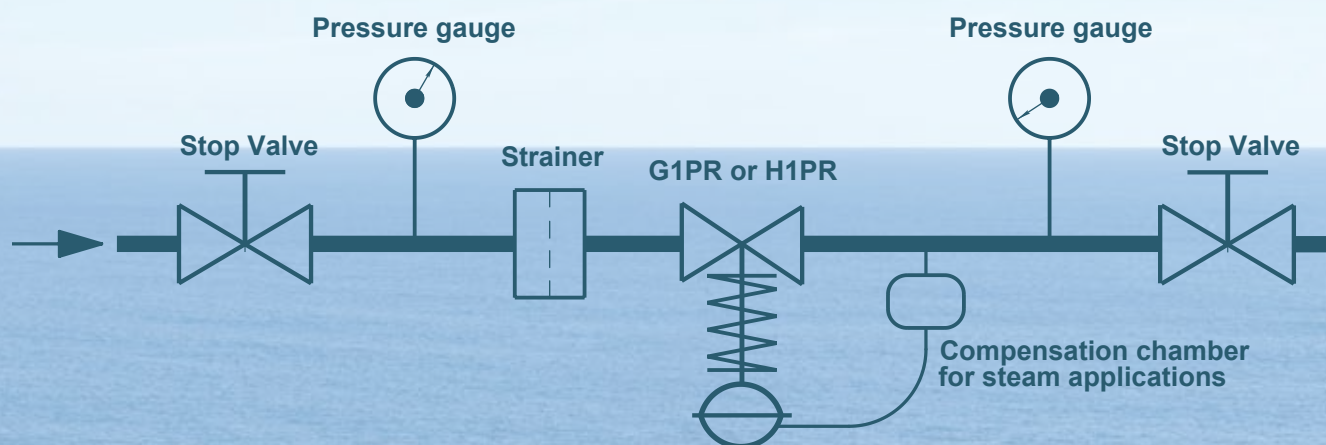 Pressure gauge
Pressure gauge
Stop Valve
Strainer
G1PR or H1PR
Stop Valve
Compensation chamber
for steam applications